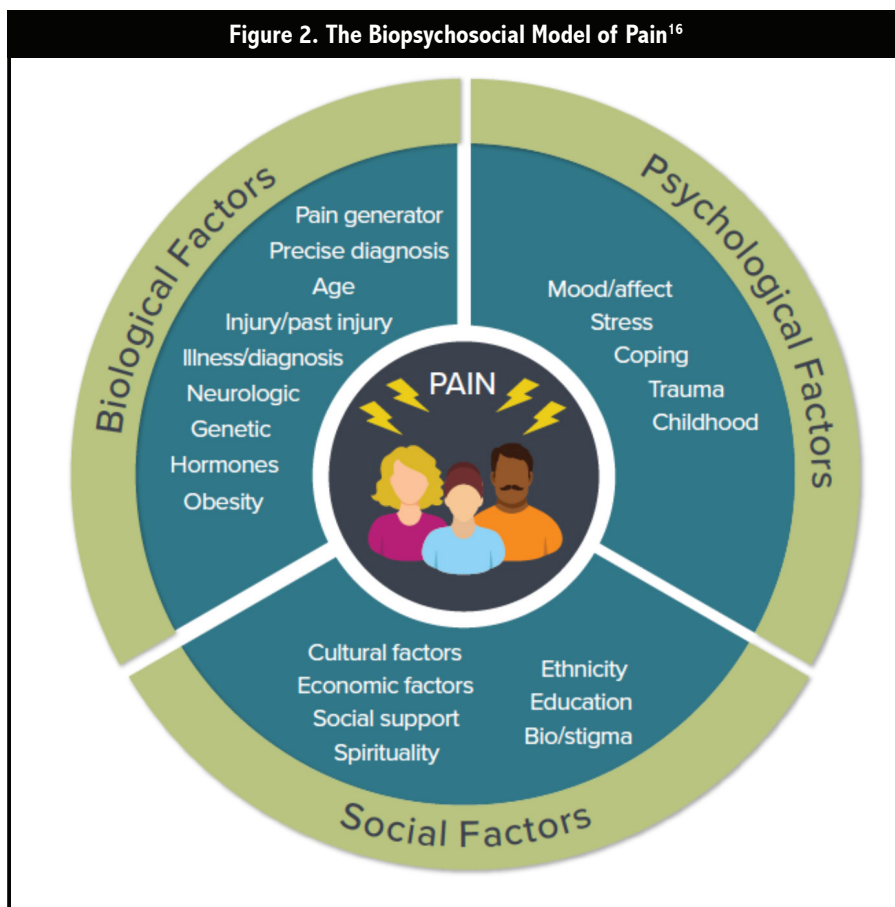 Figure 2. The Biopsychosocial Model of Pain16
Biological Factors
Pain generator
Precise diagnosis
Age
Injury/past injury
Illness/diagnosis
Neurologic
Genetic
Hormones
Obesity
Psychological Factors
Mood/affect
Stress
Coping
Trauma
Childhood
PAIN
Cultural factors
Economic factors
Social support
Spirituality
Ethnicity
Education
Bio/stigma
Social Factors